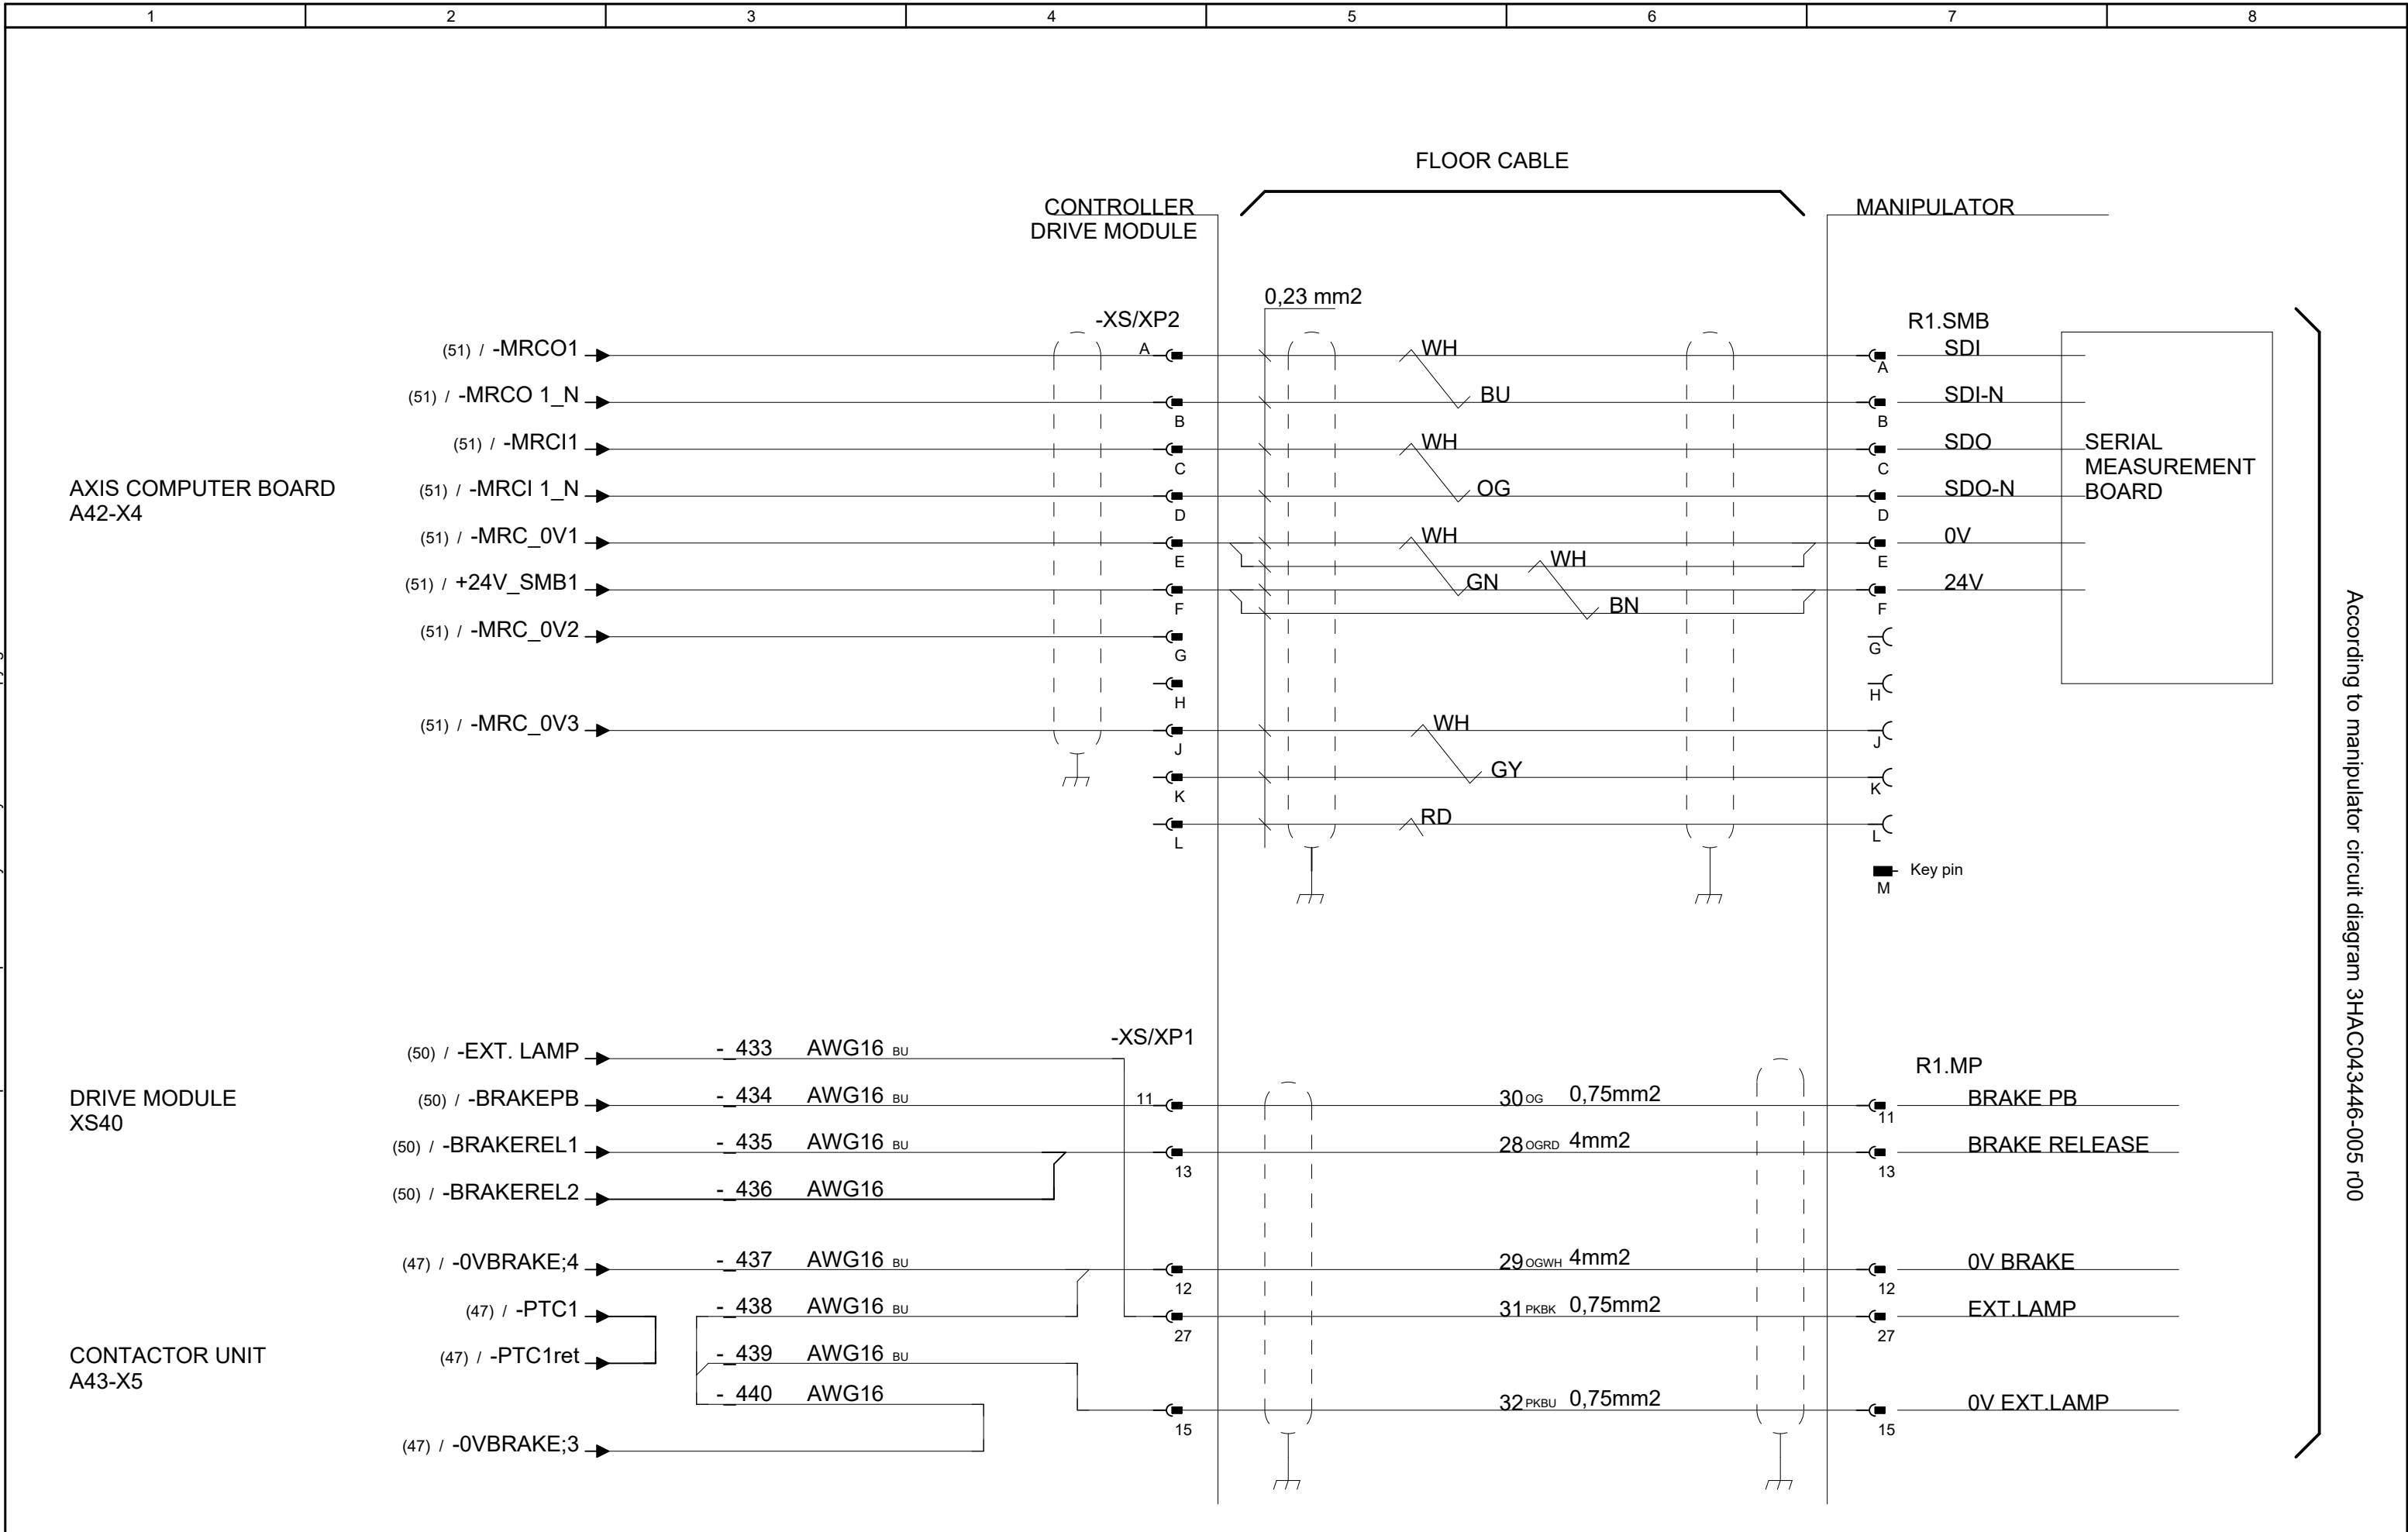 1 2 3 4 5 6 7 8
FLOOR CABLE
CONTROLLER
DRIVE MODULE
MANIPULATOR
0,23 mm2
-XS/XP2
R1.SMB
(51) / -MRCO1 A WH A SDI
(51) / -MRCO 1_N B BU B SDI-N
(51) / -MRCI1 C WH C SDO
SERIAL
MEASUREMENT
BOARD
AXIS COMPUTER BOARD
A42-X4
(51) / -MRCI 1_N D OG D SDO-N
(51) / -MRC_0V1 E WH E 0V
WH
(51) / +24V_SMB1 F GN F 24V
BN
(51) / -MRC_0V2 G G
H H
(51) / -MRC_0V3 J WH J
K GY K
L RD L
M Key pin
According to manipulator circuit diagram 3HAC043446-005 r00
-XS/XP1
R1.MP
DRIVE MODULE
XS40
(50) / -EXT. LAMP -_433 AWG16 BU
(50) / -BRAKEPB -_434 AWG16 BU 11 30 OG 0,75mm2 11 BRAKE PB
(50) / -BRAKEREL1 -_435 AWG16 BU 13 28 OGRD 4mm2 13 BRAKE RELEASE
(50) / -BRAKEREL2 -_436 AWG16
(47) / -0VBRAKE;4 -_437 AWG16 BU 12 29 OGWH 4mm2 12 0V BRAKE
(47) / -PTC1 -_438 AWG16 BU 27 31 PKBK 0,75mm2 27 EXT.LAMP
CONTACTOR UNIT
A43-X5
(47) / -PTC1ret -_439 AWG16 BU
-_440 AWG16 15 32 PKBU 0,75mm2 15 0V EXT.LAMP
(47) / -0VBRAKE;3